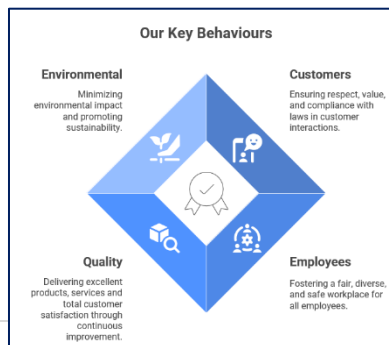 Our Key Behaviours
Environmental
Minimizing
environmental impact
and promoting
sustainability.
Customers
Ensuring respect, value,
and compliance with
laws in customer
interactions.
Quality
Delivering excellent
products, services and
total customer
satisfaction through
continuous
improvement.
Employees
Fostering a fair, diverse,
and safe workplace for
all employees.